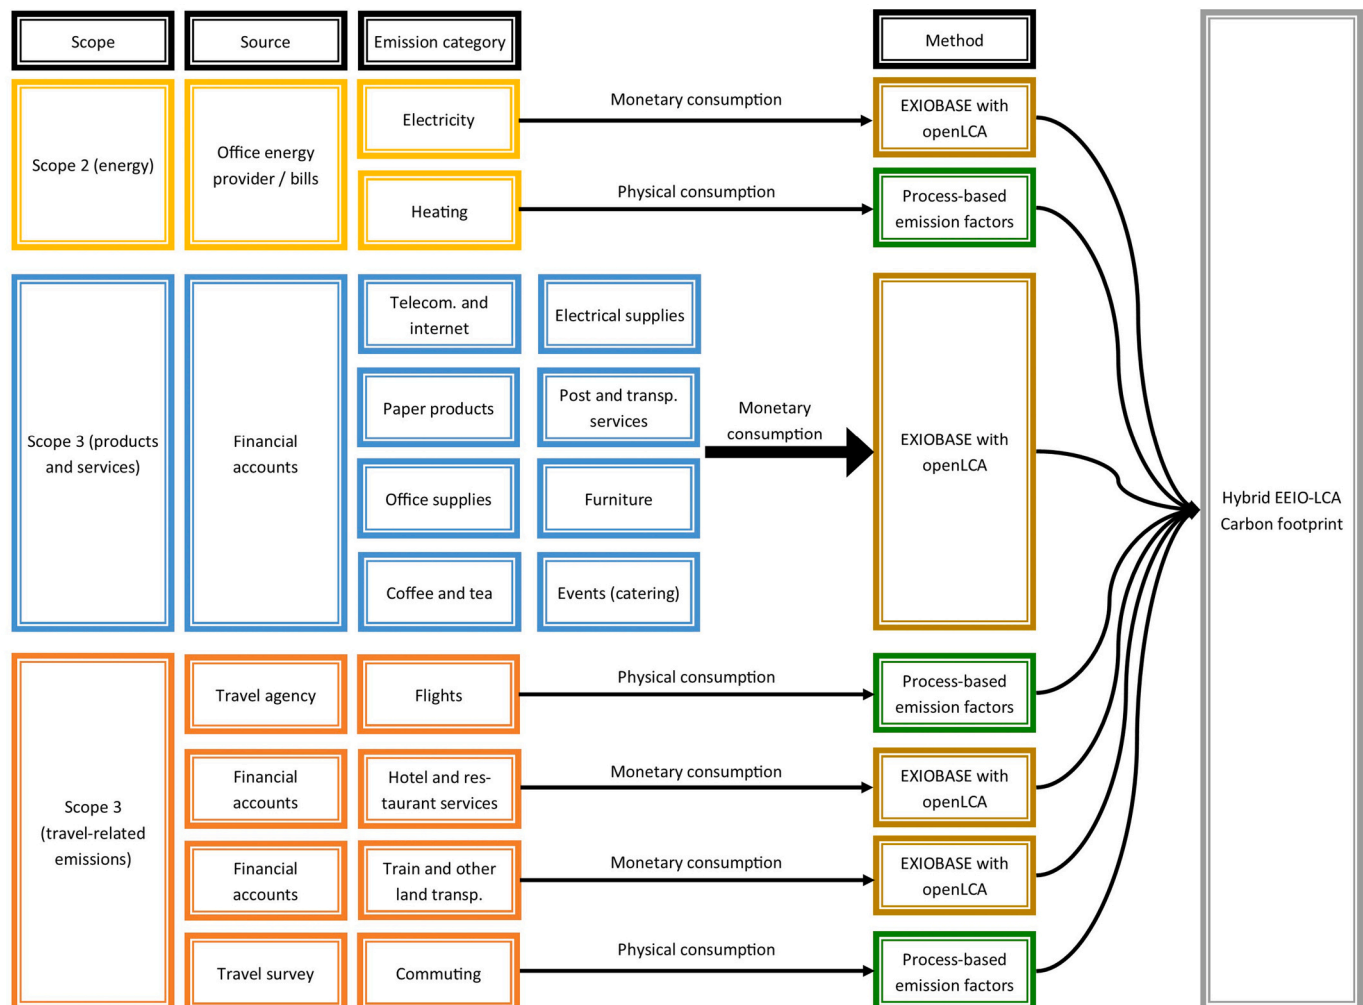 Scope
Source
Emission category
Method
Scope 2 (energy)
Office energy
provider / bills
Electricity
Monetary consumption
EXIOBASE with
openLCA
Heating
Physical consumption
Process-based
emission factors
Scope 3 (products
and services)
Financial
accounts
Telecom. and
internet
Electrical supplies
Paper products
Post and transp.
services
Office supplies
Furniture
Coffee and tea
Events (catering)
Monetary
consumption
EXIOBASE with
openLCA
Scope 3
(travel-related
emissions)
Travel agency
Flights
Physical consumption
Process-based
emission factors
Financial
accounts
Hotel and res-
taurant services
Monetary consumption
EXIOBASE with
openLCA
Financial
accounts
Train and other
land transp.
Monetary consumption
EXIOBASE with
openLCA
Travel survey
Commuting
Physical consumption
Process-based
emission factors
Hybrid EEIO-LCA
Carbon footprint